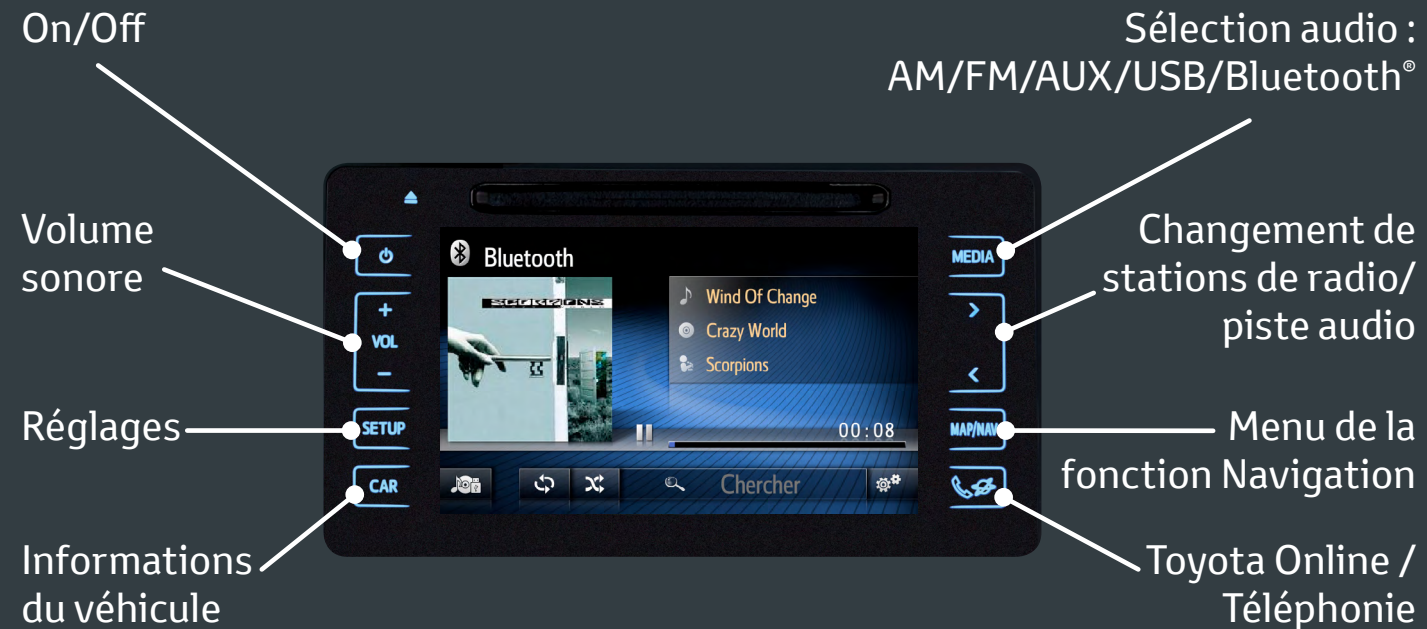 On/Off
Sélection audio :
AM/FM/AUX/USB/Bluetooth®
Volume
sonore
Réglages
Informations
du véhicule
VOL
SETUP
CAR
Bluetooth
SCORPIONS
Wind Of Change
Crazy World
Scorpions
00:08
Chercher
MEDIA
MAP/NAV
Changement de
stations de radio/
piste audio
Menu de la
fonction Navigation
Toyota Online /
Téléphonie